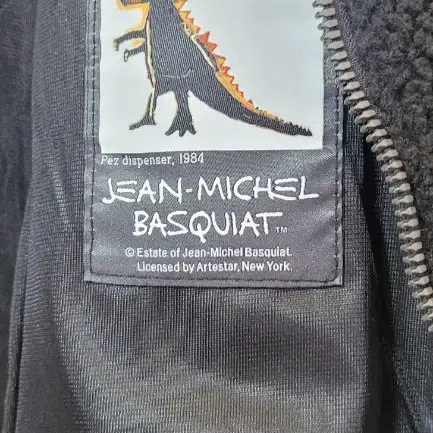 Pez dispenser, 1984
JEAN-MICHEL
BASQUIAT™
© Estate of Jean-Michel Basquiat.
Licensed by Artestar, New York.